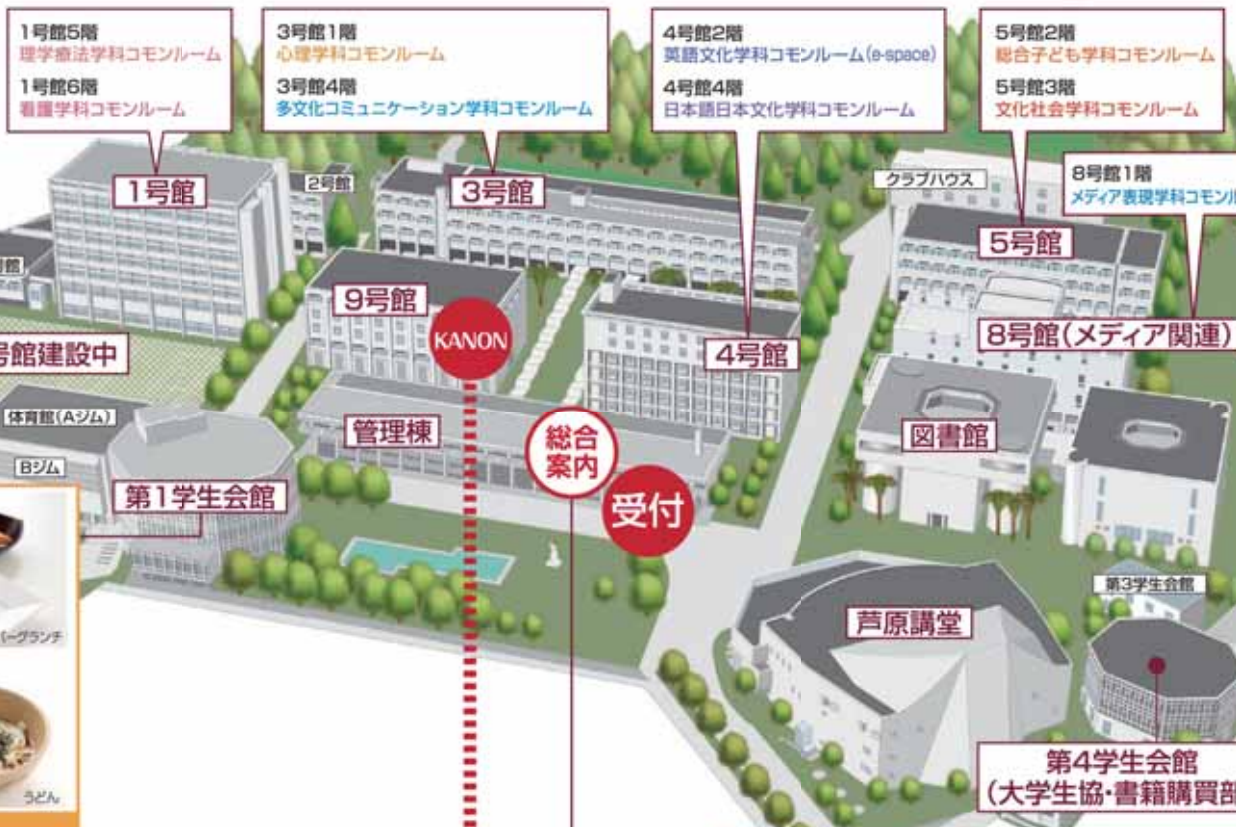 1号館5階
理学療法学科コモンルーム
1号館6階
看護学科コモンルーム
3号館1階
心理学科コモンルーム
3号館4階
多文化コミュニケーション学科コモンルーム
4号館2階
英語文化学科コモンルーム(e-space)
4号館4階
日本語日本文化学科コモンルーム
5号館2階
総合子ども学科コモンルーム
5号館3階
文化社会学科コモンルーム
8号館1階
メディア表現学科コモンル
1号館
2号館
3号館
クラブハウス
5号館
9号館
KANON
4号館
8号館(メディア関連)
号館建設中
体育館(Aジム)
Bジム
管理棟
総合
案内
受付
図書館
第1学生会館
芦原講堂
第3学生会館
第4学生会館
(大学生協・書籍購買部
バーグランチ
うどん